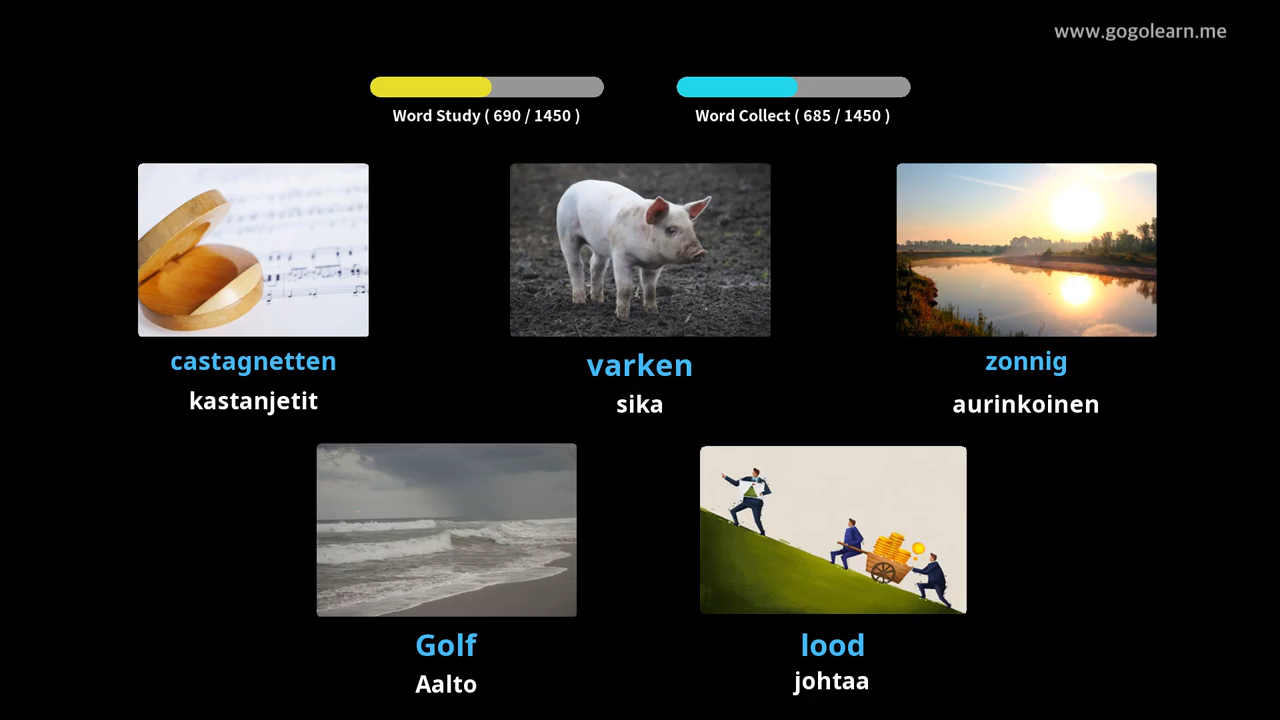 www.gogolearn.me
Word Study ( 690 / 1450 )
Word Collect ( 685 / 1450 )
castagnetten
kastanjetit
varken
sika
zonnig
aurinkoinen
Golf
Aalto
lood
johtaa